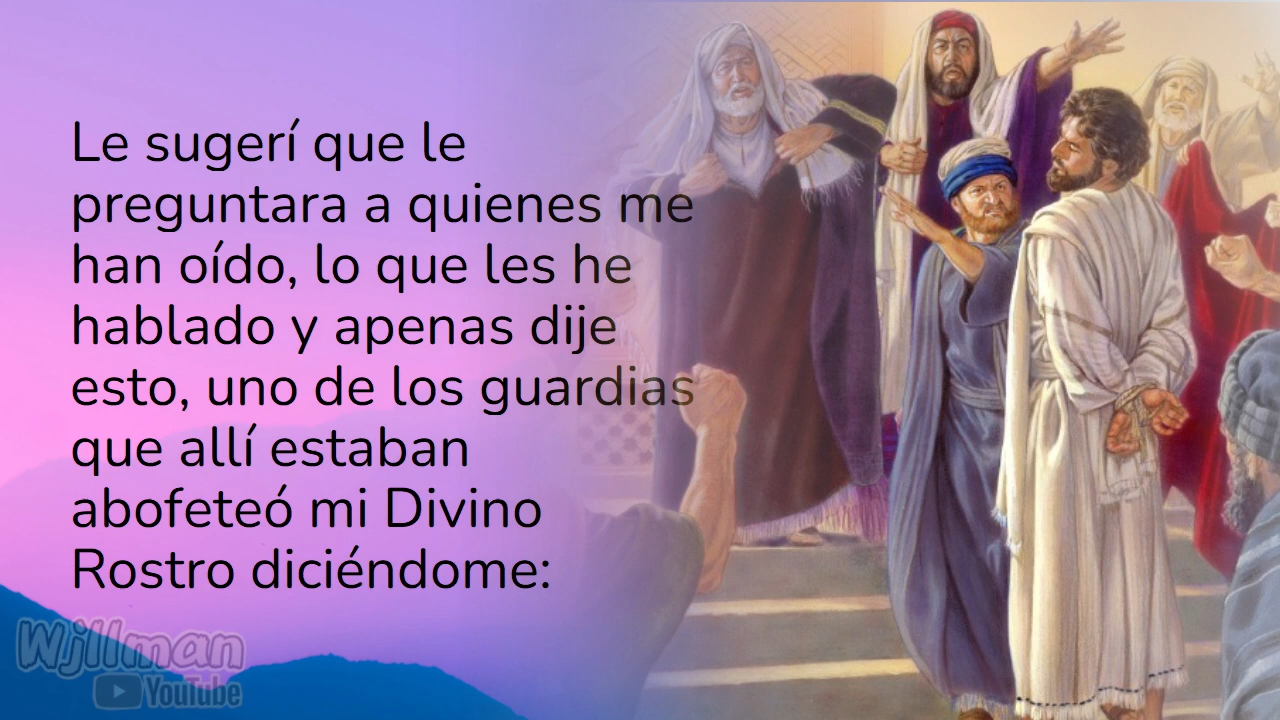 Le sugerí que le
preguntara a quienes me
han oído, lo que les he
hablado y apenas dije
esto, uno de los guardias
que allí estaban
abofeteó mi Divino
Rostro diciéndome:
Wjllman
YouTube